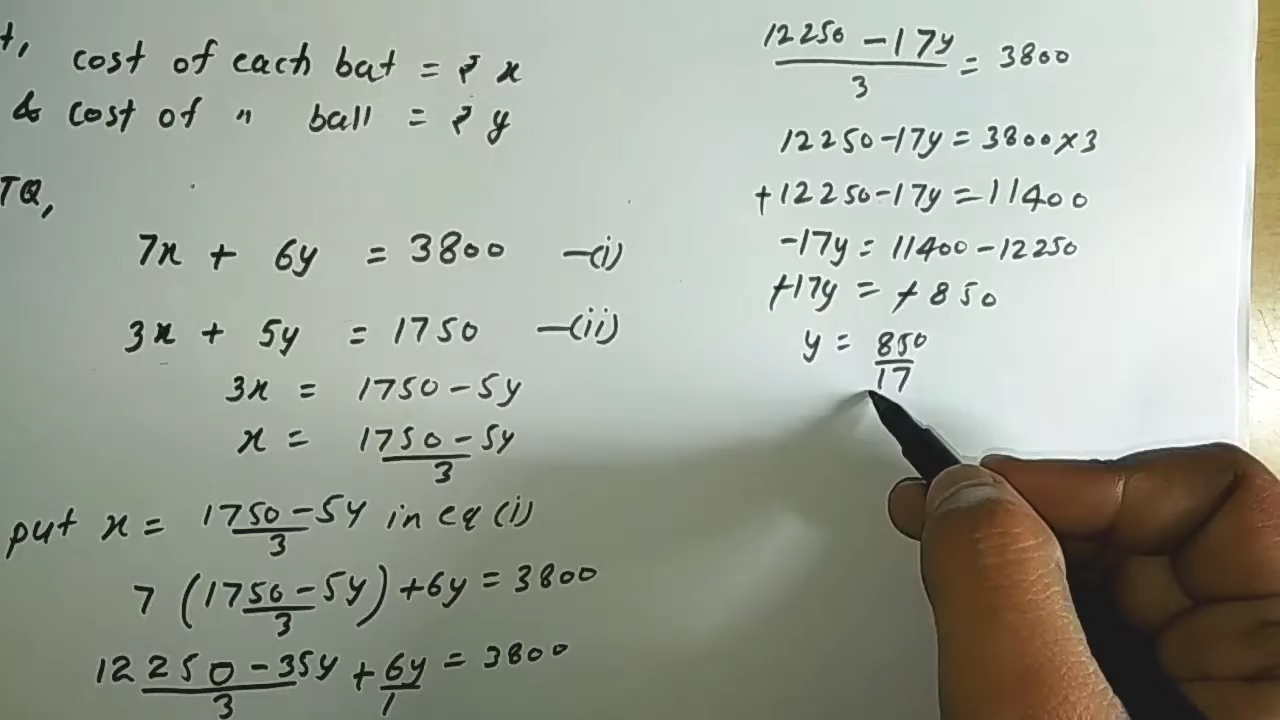 t,
cost of each bat = ₹ x
& cost of " ball = ₹ y
TQ,
7x + 6y = 3800 —(i)
3x + 5y = 1750 —(ii)
3x = 1750 - 5y
x = 1750 - 5y
3
put x = 1750 - 5y in eq (i)
3
7 (1750 - 5y) + 6y = 3800
3
12250 - 35y + 6y = 3800
3 1
12250 - 17y = 3800
3
12250 - 17y = 3800 x 3
+12250 - 17y = 11400
-17y = 11400 - 12250
+17y = +850
y = 850
17